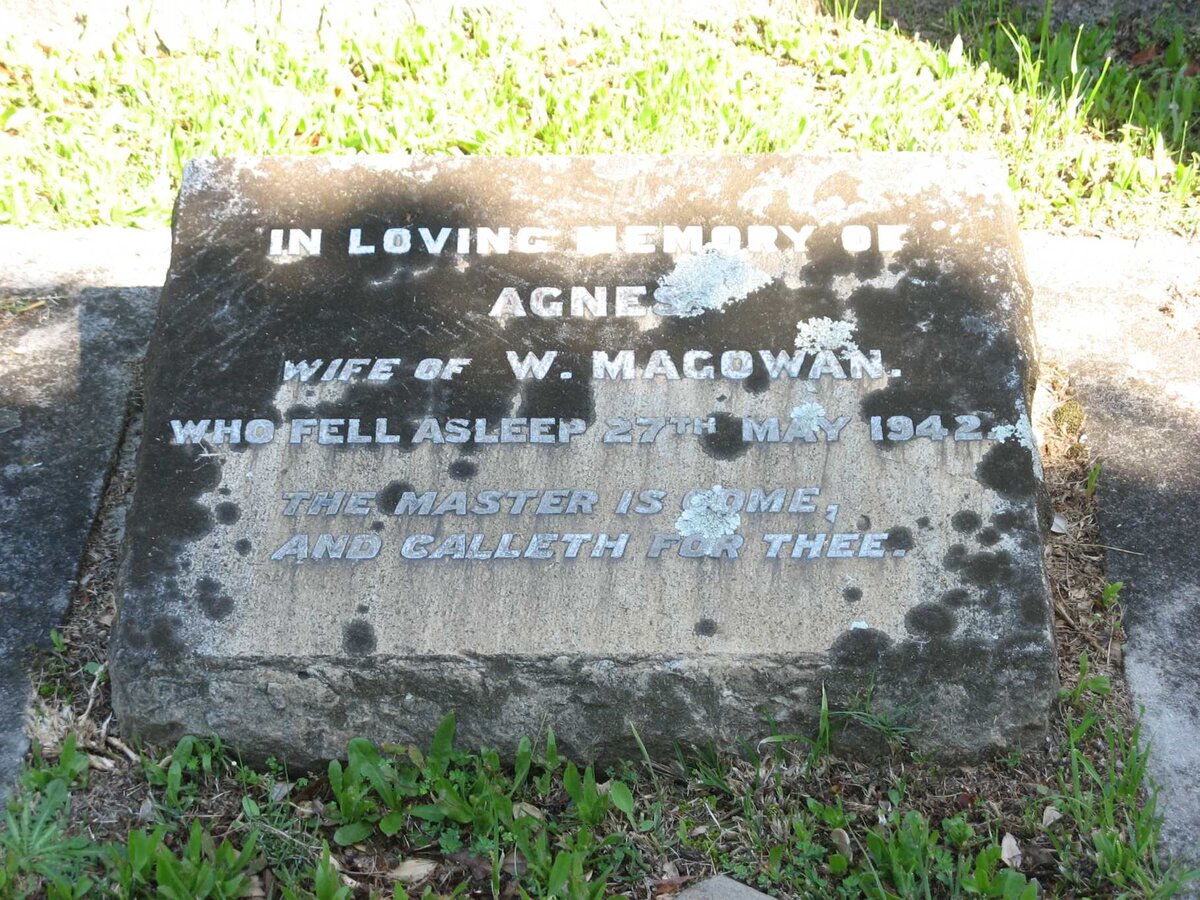 IN LOVING MEMORY OF
AGNES
WIFE OF W. MAGOWAN.
WHO FELL ASLEEP 27TH MAY 1942.
THE MASTER IS COME,
AND CALLETH FOR THEE.